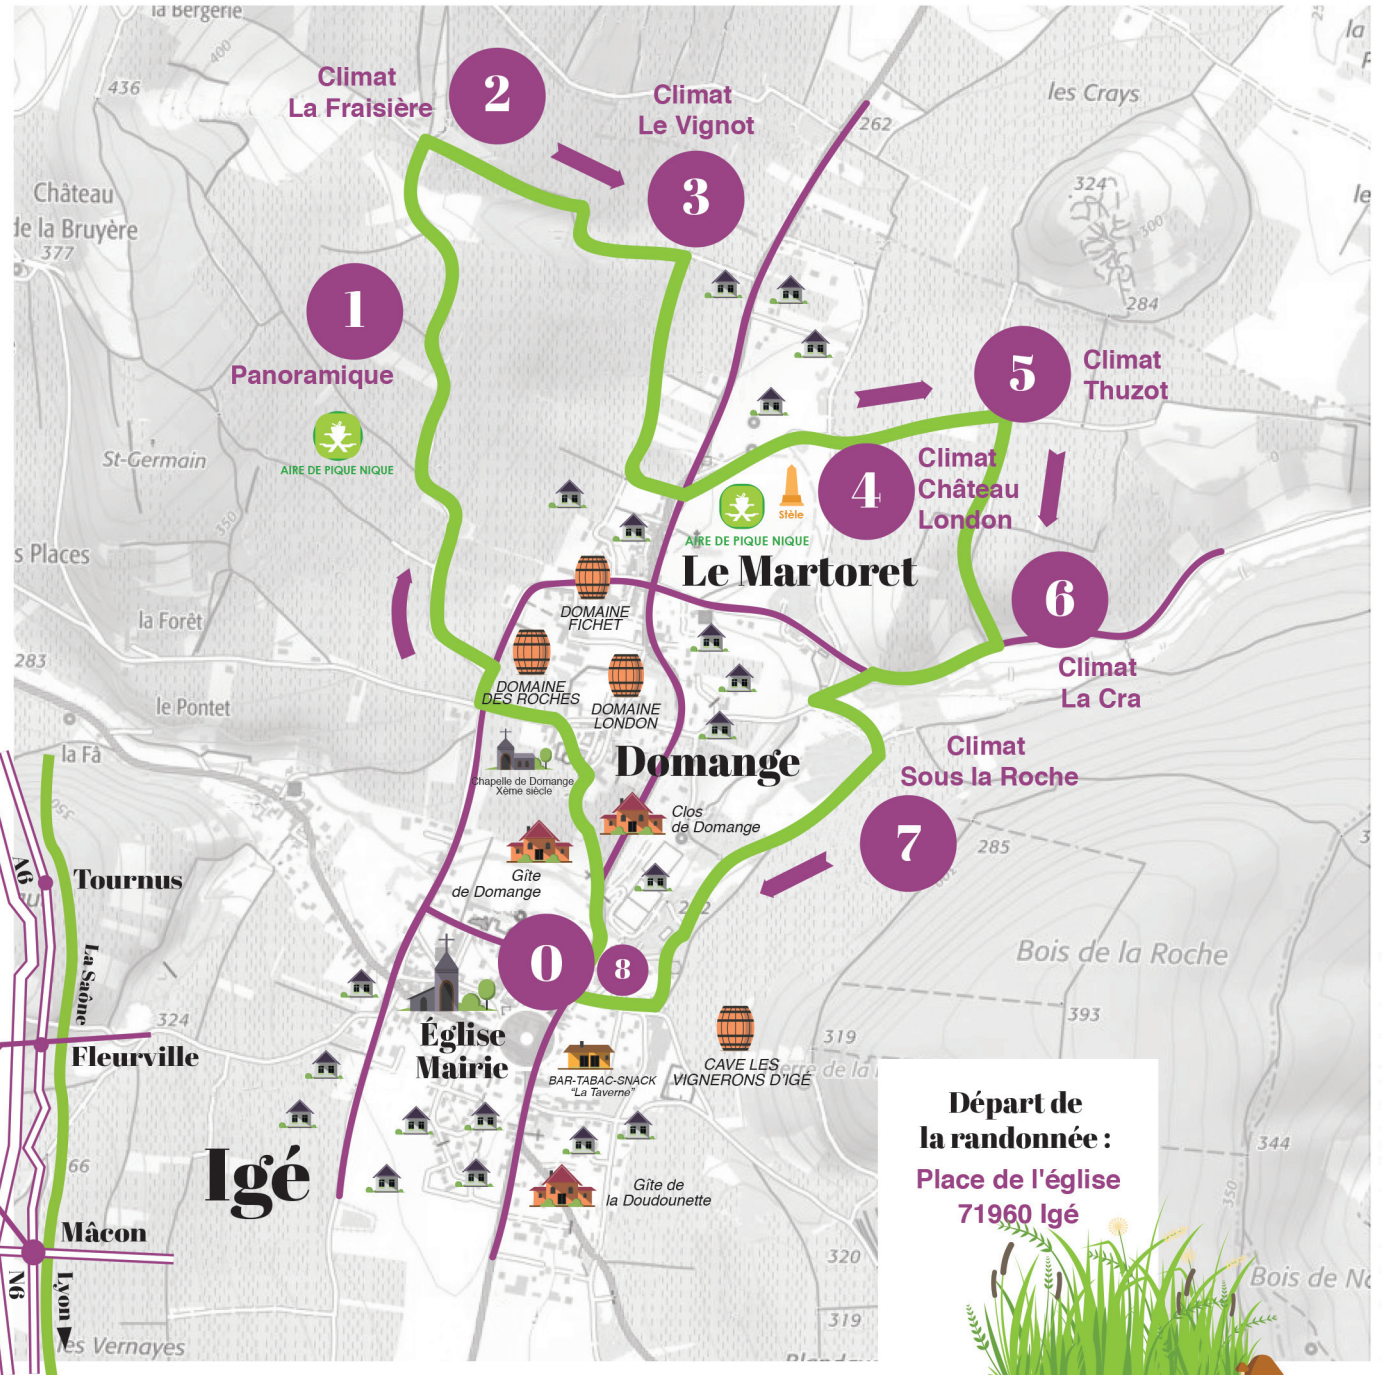 la Bergerie
400
436
Climat
La Fraisière
2
Climat
Le Vignot
3
262
les Crays
324
300
284
Château
de la Bruyère
377
1
Panoramique
AIRE DE PIQUE NIQUE
St-Germain
350
5
Climat
Thuzot
4
Climat
Château
London
Stèle
AIRE DE PIQUE NIQUE
Le Martoret
s Places
la Forêt
283
le Pontet
la Fâ
350
DOMAINE
FICHET
DOMAINE
DES ROCHES
DOMAINE
LONDON
6
Climat
La Cra
Chapelle de Domange
Xème siècle
Domange
Clos
de Domange
Gîte
de Domange
Climat
Sous la Roche
7
285
0
8
Église
Mairie
BAR-TABAC-SNACK
"La Taverne"
CAVE LES
VIGNERONS D'IGÉ
319
Bois de la Roche
393
344
350
A6
Tournus
La Saône
324
Fleurville
66
Mâcon
N6
Lyon
les Vernayes
Igé
Gîte de
la Doudounette
320
319
Départ de
la randonnée :
Place de l'église
71960 Igé